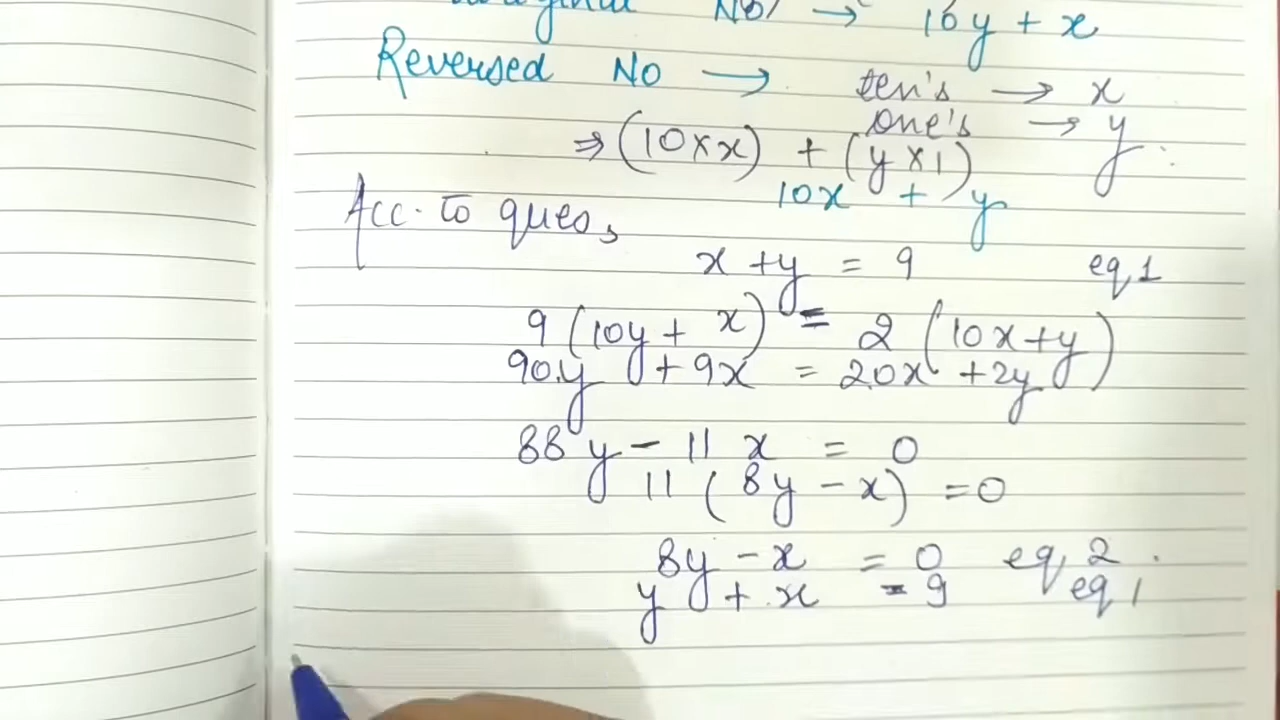 No → 10y + x
Reversed No → ten's → x
one's → y
⇒ (10×x) + (y×1)
10x + y
Acc. to ques,
x + y = 9 eq 1
9 (10y + x) = 2 (10x + y)
90y + 9x = 20x + 2y
88y - 11x = 0
11 (8y - x) = 0
8y - x = 0 eq 2.
y + x = 9 eq 1